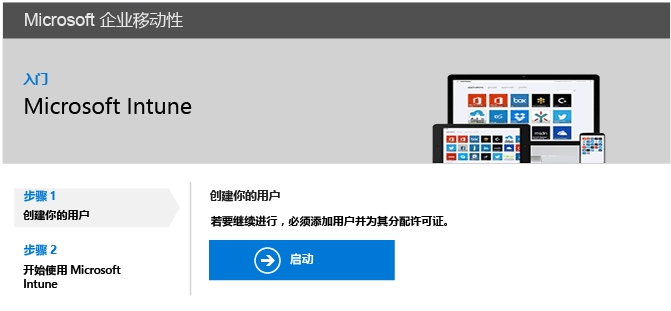 Microsoft 企业移动性
入门
Microsoft Intune
步骤 1
创建你的用户
步骤 2
开始使用 Microsoft
Intune
创建你的用户
若要继续进行，必须添加用户并为其分配许可证。
启动
box
msdn